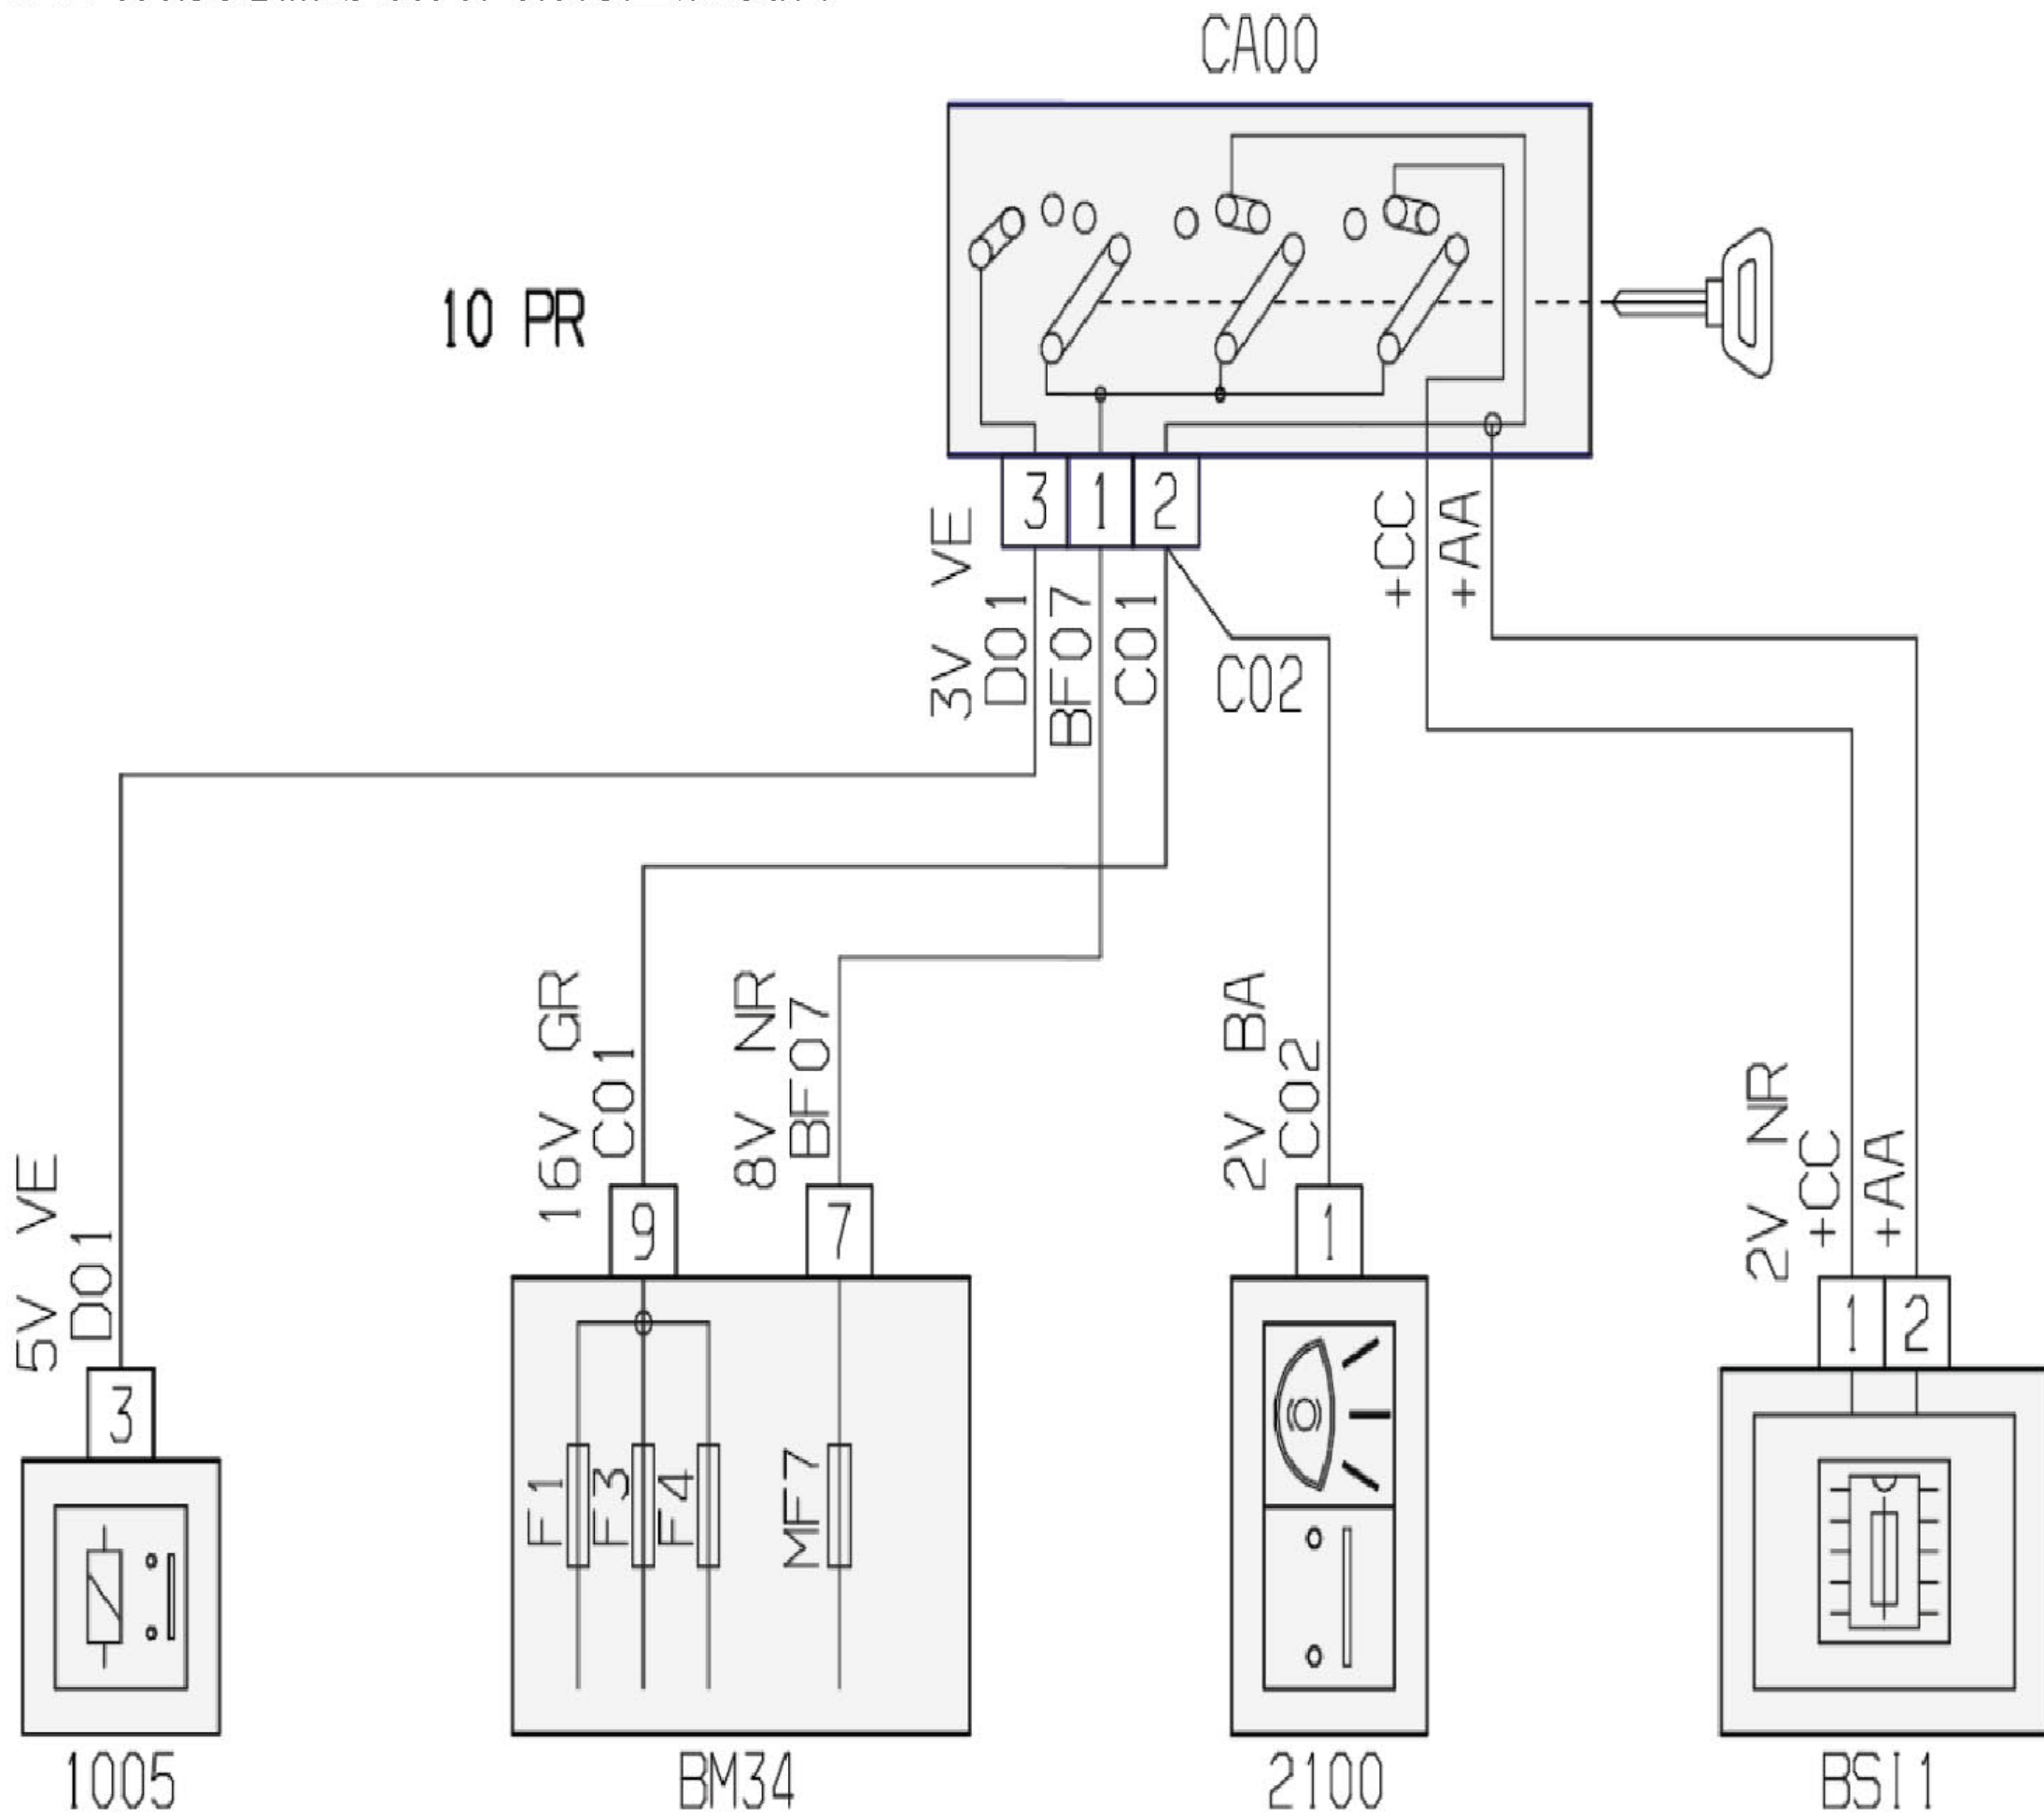 CA00
10 PR
3 1 2
3V VE
D01
BF07
C01
C02
+CC
+AA
5V VE
D01
16V GR
C01
8V NR
BF07
2V BA
C02
2V NR
+CC
+AA
3
9
7
1
1 2
F1
F3
F4
MF7
1005
BM34
2100
BSI1